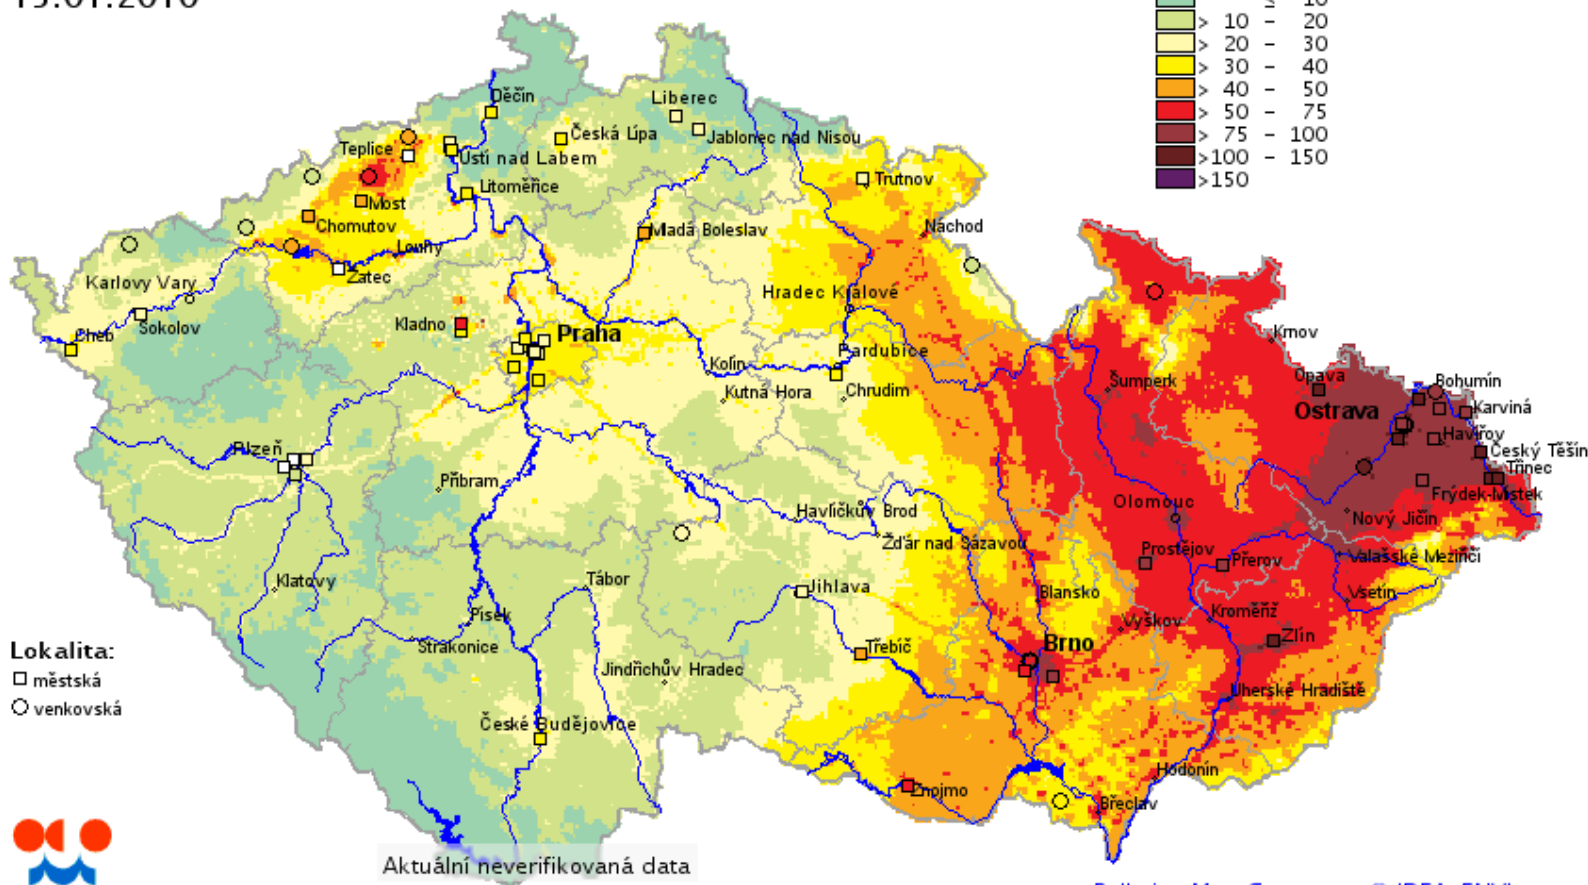 > 10 - 20
> 20 - 30
> 30 - 40
> 40 - 50
> 50 - 75
> 75 - 100
>100 - 150
>150
Děčín
Liberec
Česká Lípa
Jablonec nad Nisou
Teplice
Ústí nad Labem
Litoměřice
Trutnov
Most
Chomutov
Mladá Boleslav
Náchod
Louny
Žatec
Karlovy Vary
Hradec Králové
Sokolov
Kladno
Praha
Cheb
Krnov
Pardubice
Kolín
Šumperk
Opava
Bohumín
Kutná Hora
Chrudim
Ostrava
Karviná
Havířov
Plzeň
Český Těšín
Třinec
Příbram
Frýdek-Místek
Olomouc
Havlíčkův Brod
Nový Jičín
Žďár nad Sázavou
Prostějov
Přerov
Valašské Meziříčí
Klatovy
Tábor
Jihlava
Blansko
Vsetín
Písek
Vyškov
Kroměříž
Zlín
Strakonice
Třebíč
Brno
Lokalita:
městská
Jindřichův Hradec
Uherské Hradiště
venkovská
České Budějovice
Hodonín
Znojmo
Břeclav
Aktuální neverifikovaná data